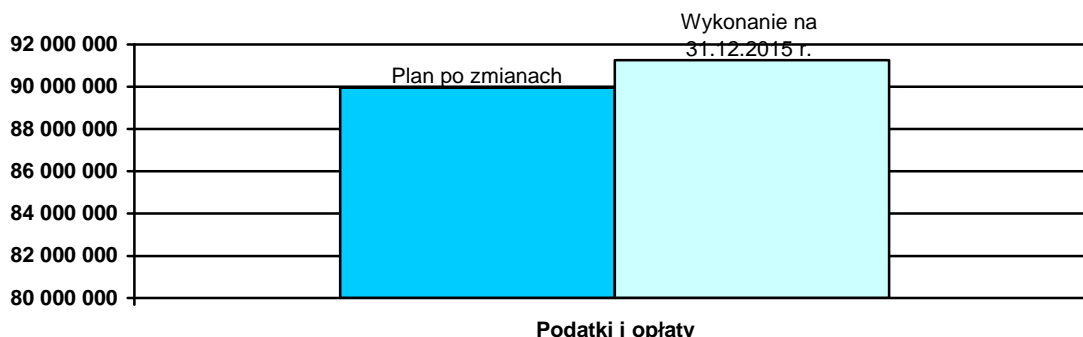 Wykonanie na
31.12.2015 r.
Plan po zmianach
92 000 000
90 000 000
88 000 000
86 000 000
84 000 000
82 000 000
80 000 000
Podatki i opłaty